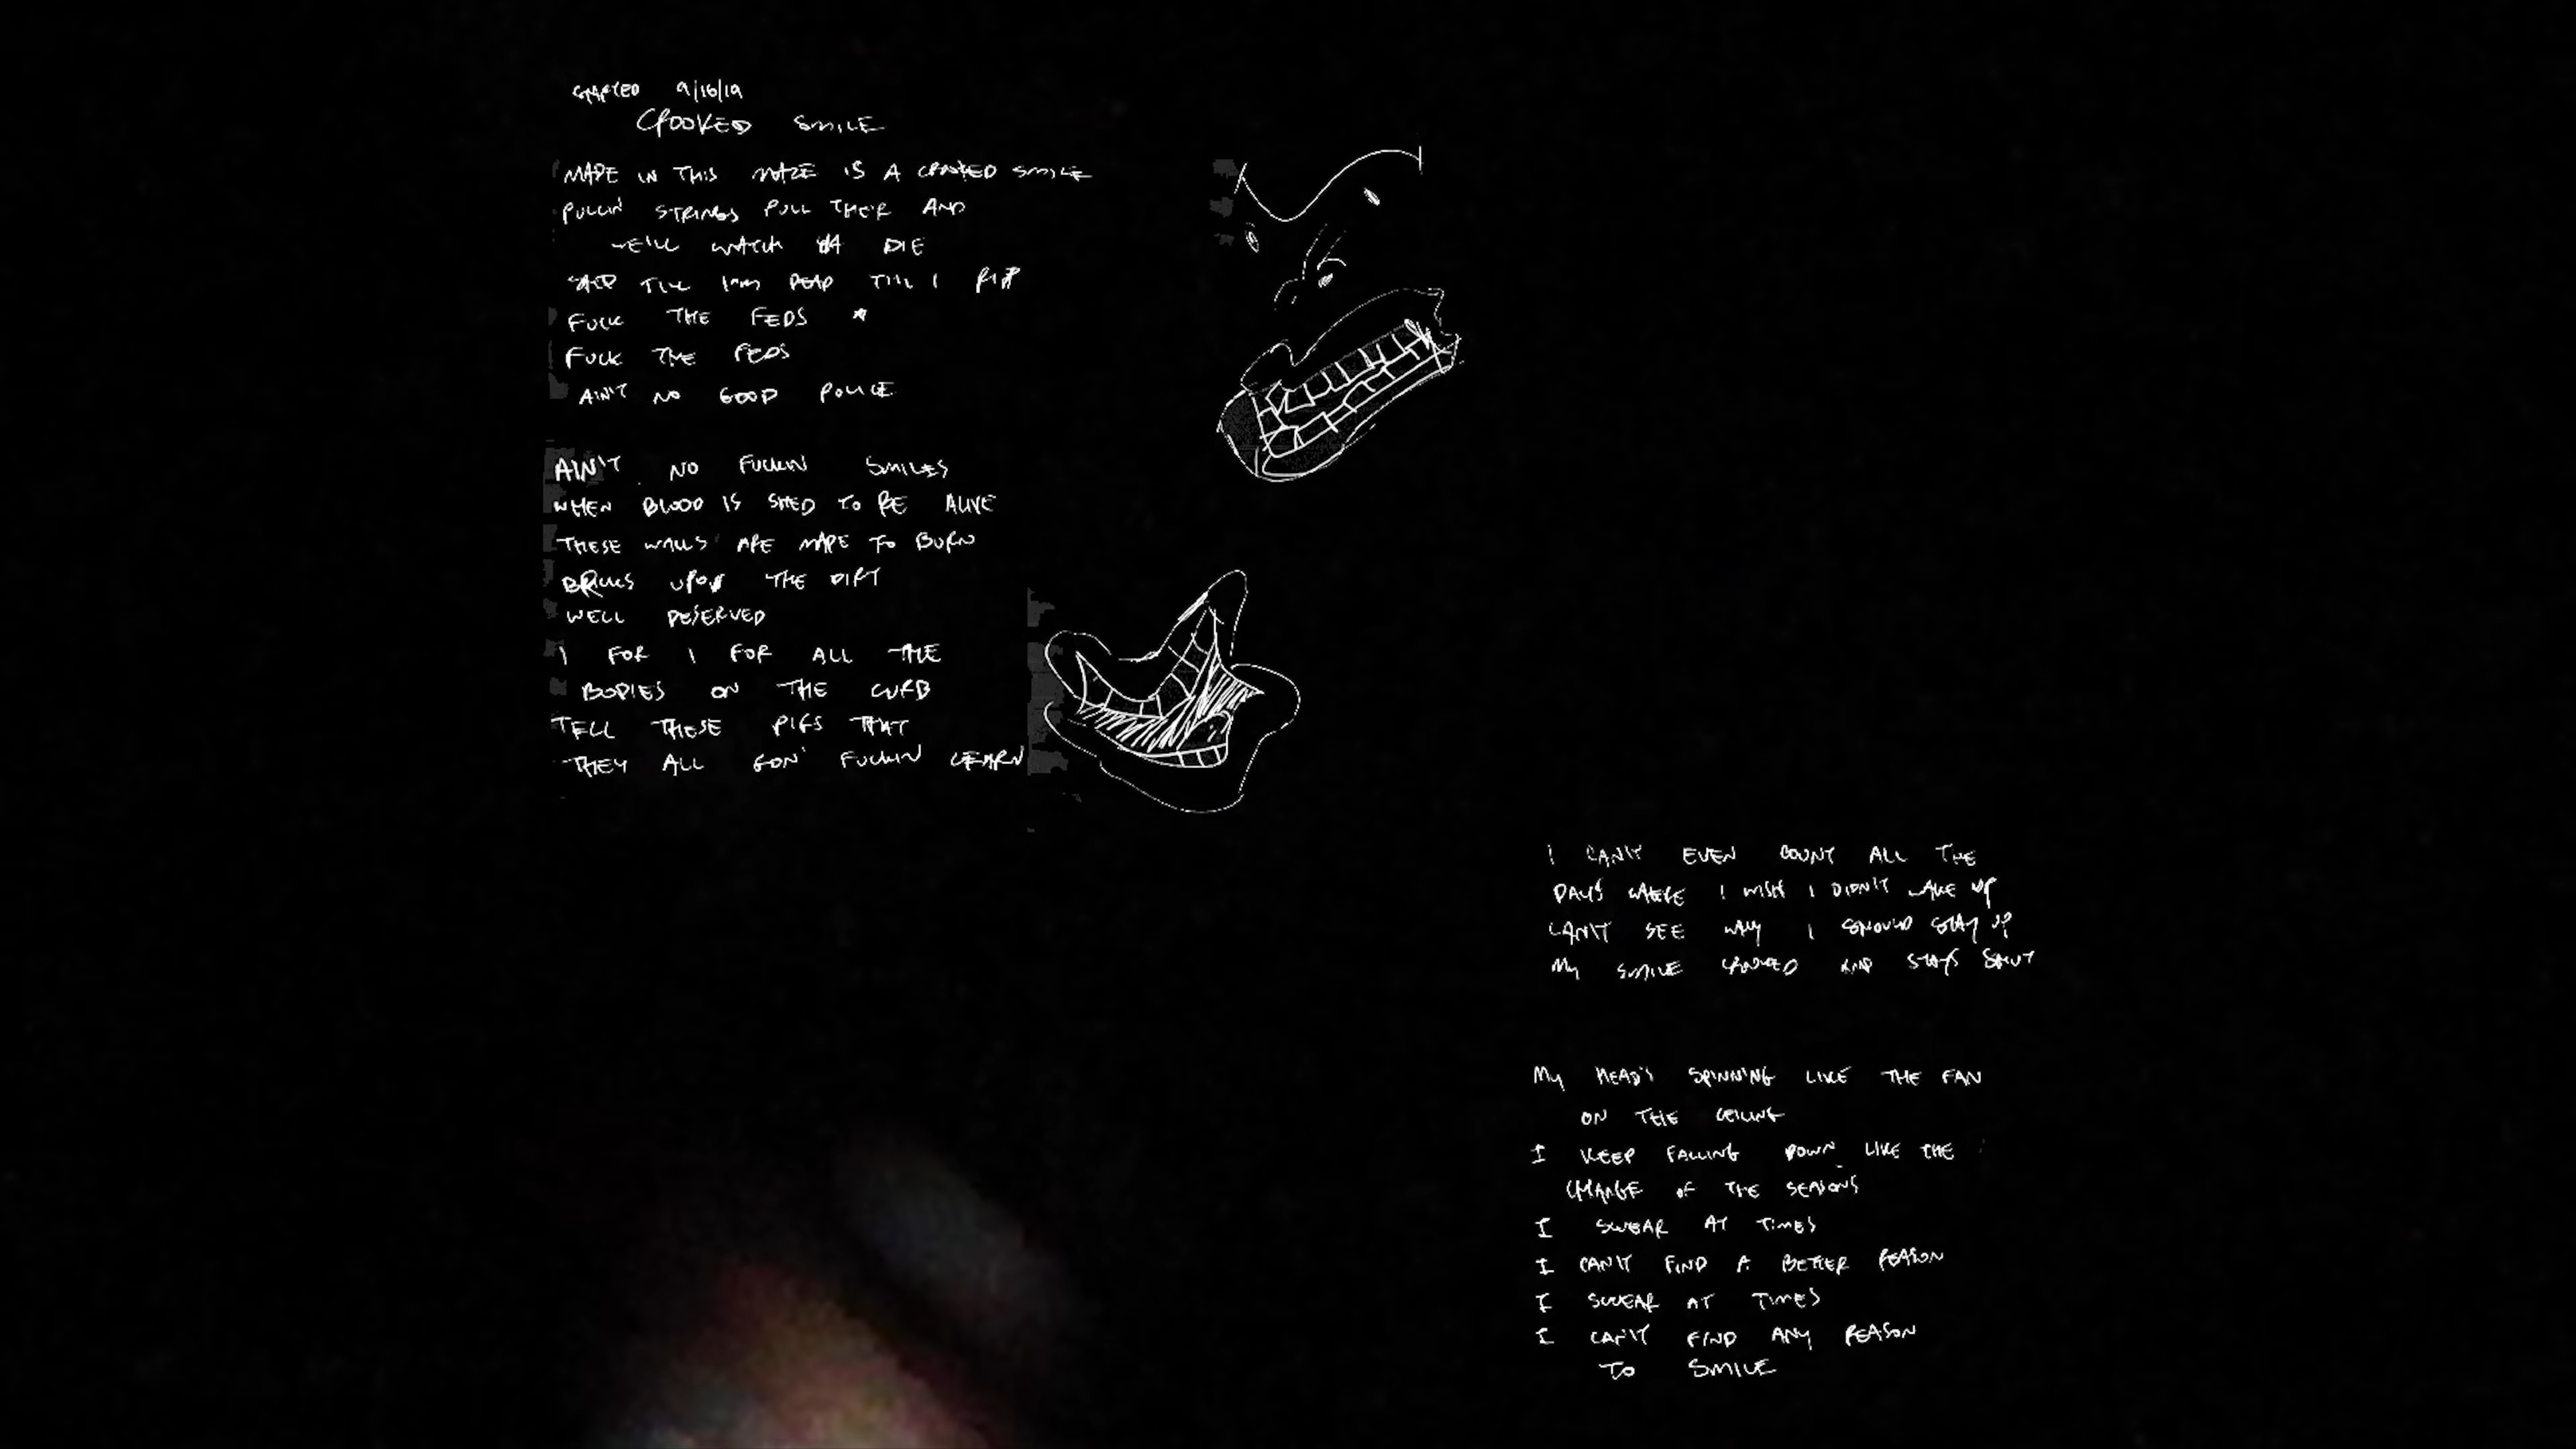 STARTED 9/16/19
CROOKED SMILE
MADE IN THIS MAZE IS A CROOKED SMILE
PULLIN' STRINGS PULL THEIR AND
WE'LL WATCH YA DIE
SAID TILL I'M DEAD TILL I RIP
FUCK THE FEDS
FUCK THE FEDS
AIN'T NO GOOD POLICE
AIN'T NO FUCKIN SMILES
WHEN BLOOD IS SHED TO BE ALIVE
THESE WALLS ARE MADE TO BURN
BRICKS UPON THE DIRT
WELL DESERVED
I FOR I FOR ALL THE
BODIES ON THE CURB
TELL THESE PIGS THAT
THEY ALL GON' FUCKIN LEARN
I CAN'T EVEN COUNT ALL THE
DAYS WHERE I WISH I DIDN'T WAKE UP
CAN'T SEE WHY I SHOULD STAY UP
MY SMILE CROOKED AND STAYS SHUT
MY HEAD'S SPINNING LIKE THE FAN
ON THE CEILING
I KEEP FALLING DOWN LIKE THE
CHANGE OF THE SEASONS
I SWEAR AT TIMES
I CAN'T FIND A BETTER REASON
I SWEAR AT TIMES
I CAN'T FIND ANY REASON
TO SMILE